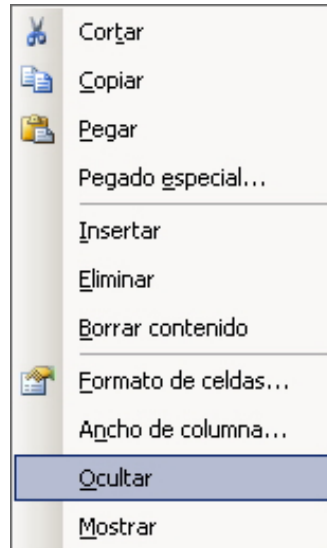 Cortar
Copiar
Pegar
Pegado especial...
Insertar
Eliminar
Borrar contenido
Formato de celdas...
Ancho de columna...
Ocultar
Mostrar